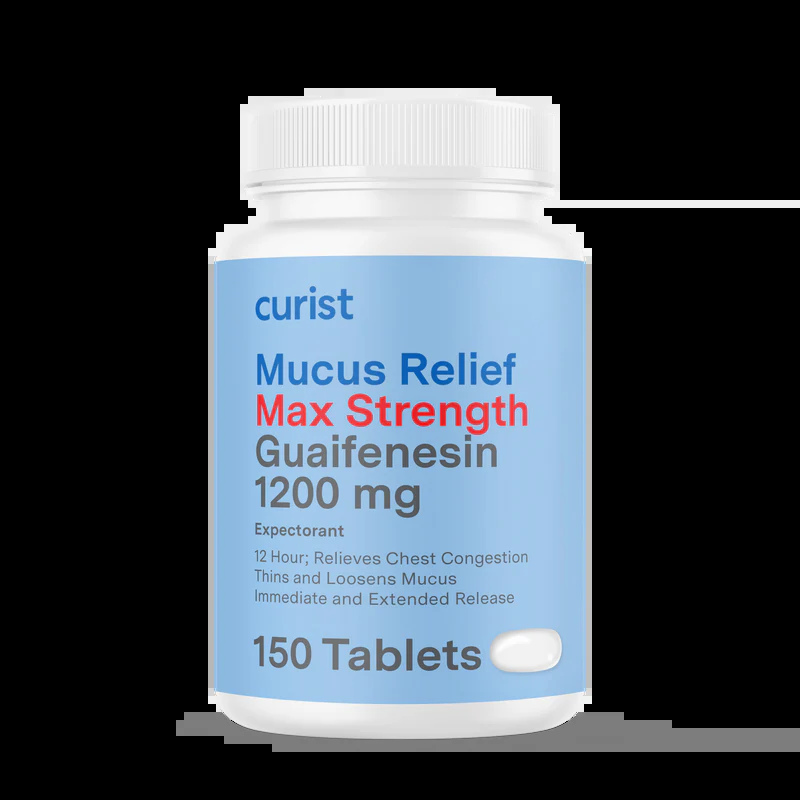 curist
Mucus Relief
Max Strength
Guaifenesin
1200 mg
Expectorant
12 Hour; Relieves Chest Congestion
Thins and Loosens Mucus
Immediate and Extended Release
150 Tablets